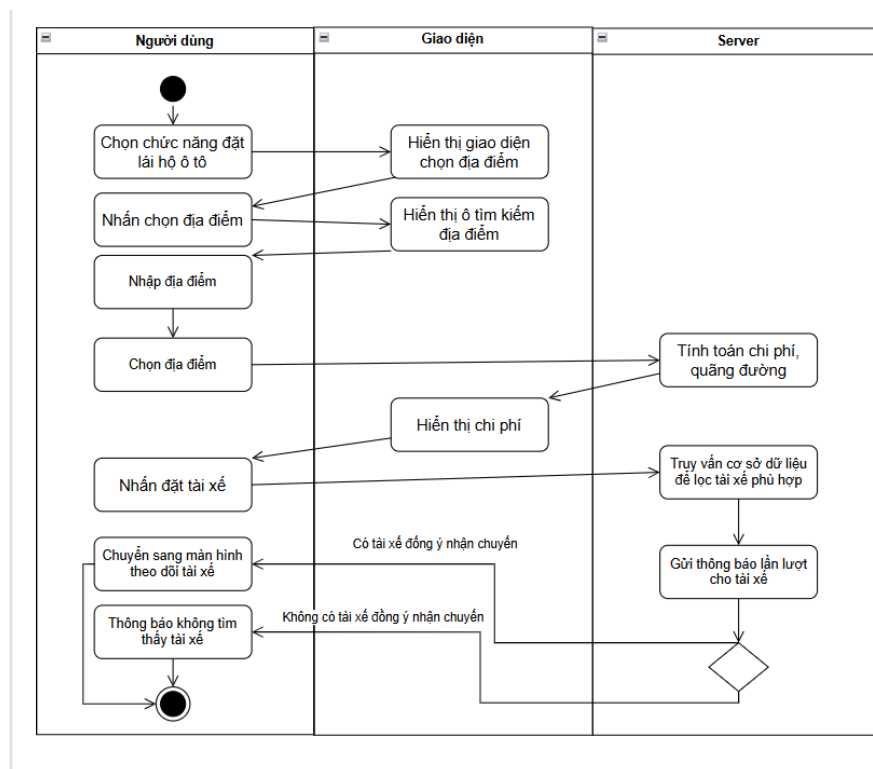 Người dùng
Giao diện
Server
Chọn chức năng đặt
lái hộ ô tô
Hiển thị giao diện
chọn địa điểm
Nhấn chọn địa điểm
Hiển thị ô tìm kiếm
địa điểm
Nhập địa điểm
Chọn địa điểm
Tính toán chi phí,
quãng đường
Hiển thị chi phí
Nhấn đặt tài xế
Truy vấn cơ sở dữ liệu
để lọc tài xế phù hợp
Có tài xế đồng ý nhận chuyến
Chuyển sang màn hình
theo dõi tài xế
Gửi thông báo lần lượt
cho tài xế
Không có tài xế đồng ý nhận chuyến
Thông báo không tìm
thấy tài xế